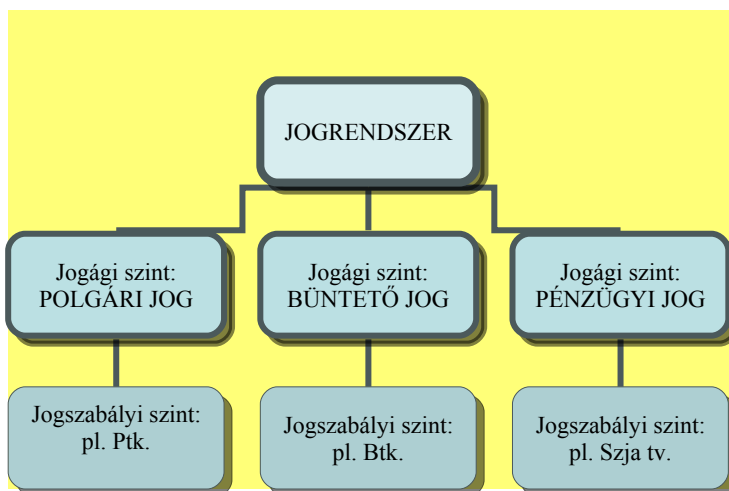 JOGRENDSZER
Jogági szint:
POLGÁRI JOG
Jogági szint:
BÜNTETŐ JOG
Jogági szint:
PÉNZÜGYI JOG
Jogszabályi szint:
pl. Ptk.
Jogszabályi szint:
pl. Btk.
Jogszabályi szint:
pl. Szja tv.